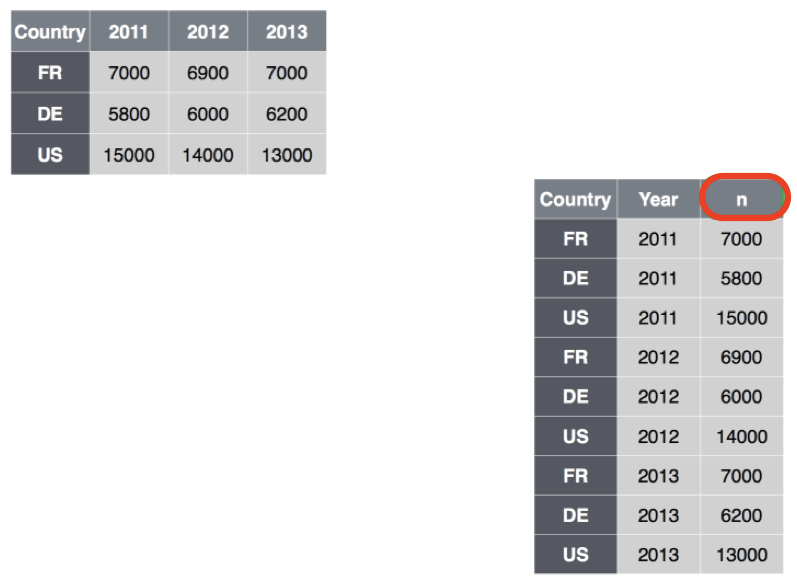 Country 2011 2012 2013
FR 7000 6900 7000
DE 5800 6000 6200
US 15000 14000 13000
Country Year n
FR 2011 7000
DE 2011 5800
US 2011 15000
FR 2012 6900
DE 2012 6000
US 2012 14000
FR 2013 7000
DE 2013 6200
US 2013 13000